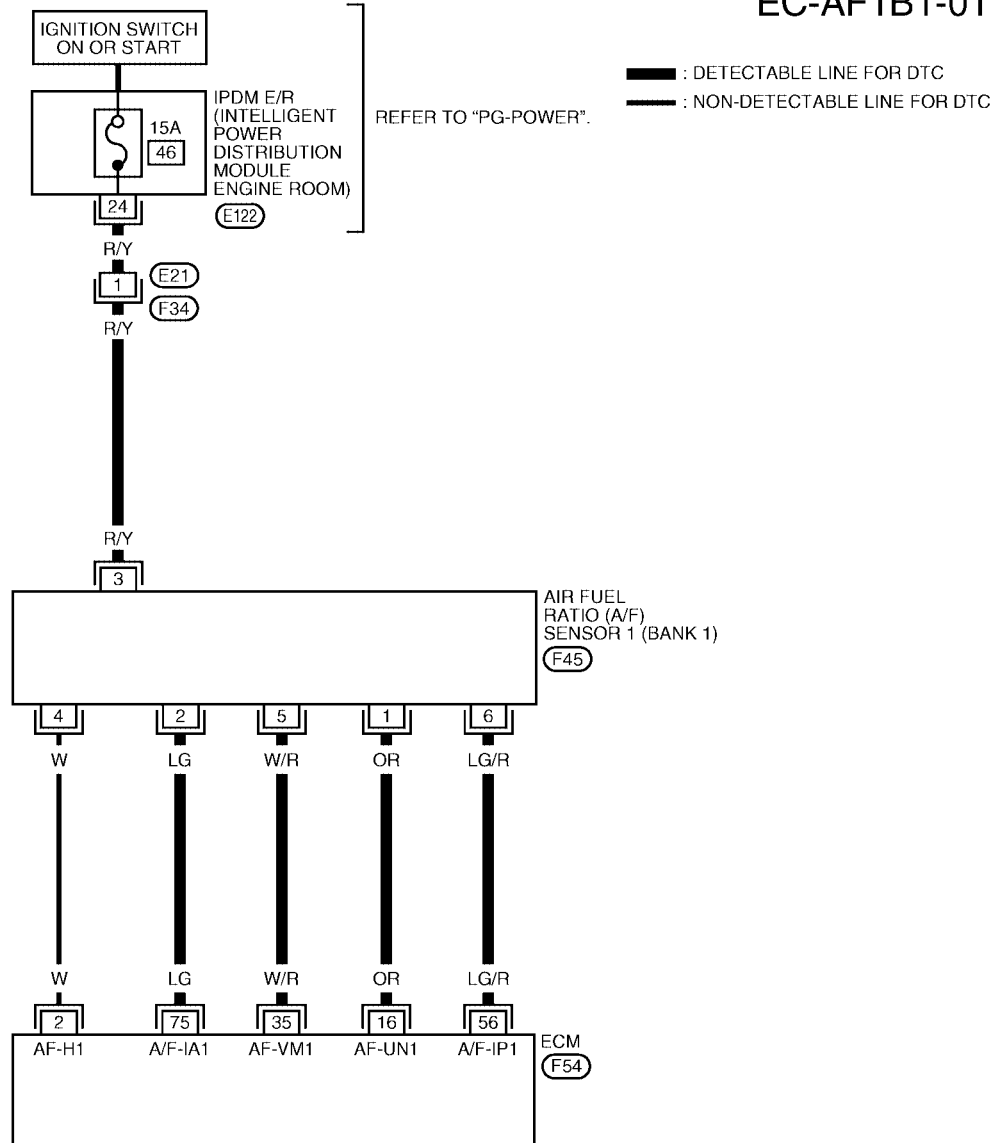 EC-AF1B1-01
IGNITION SWITCH
ON OR START
: DETECTABLE LINE FOR DTC
: NON-DETECTABLE LINE FOR DTC
15A
46
IPDM E/R
(INTELLIGENT
POWER
DISTRIBUTION
MODULE
ENGINE ROOM)
E122
REFER TO “PG-POWER”.
24
R/Y
1
E21
F34
R/Y
R/Y
3
AIR FUEL
RATIO (A/F)
SENSOR 1 (BANK 1)
F45
4 2 5 1 6
W LG W/R OR LG/R
W LG W/R OR LG/R
2 75 35 16 56
AF-H1 A/F-IA1 AF-VM1 AF-UN1 A/F-IP1
ECM
F54